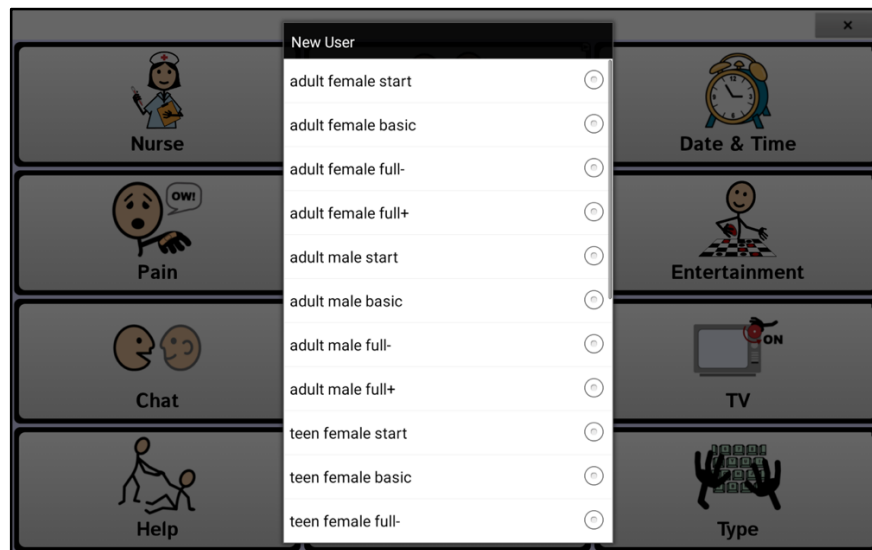 ×
New User
adult female start
adult female basic
adult female full-
adult female full+
adult male start
adult male basic
adult male full-
adult male full+
teen female start
teen female basic
teen female full-
Nurse
Date & Time
OW!
Pain
Entertainment
Chat
ON
TV
Help
Type